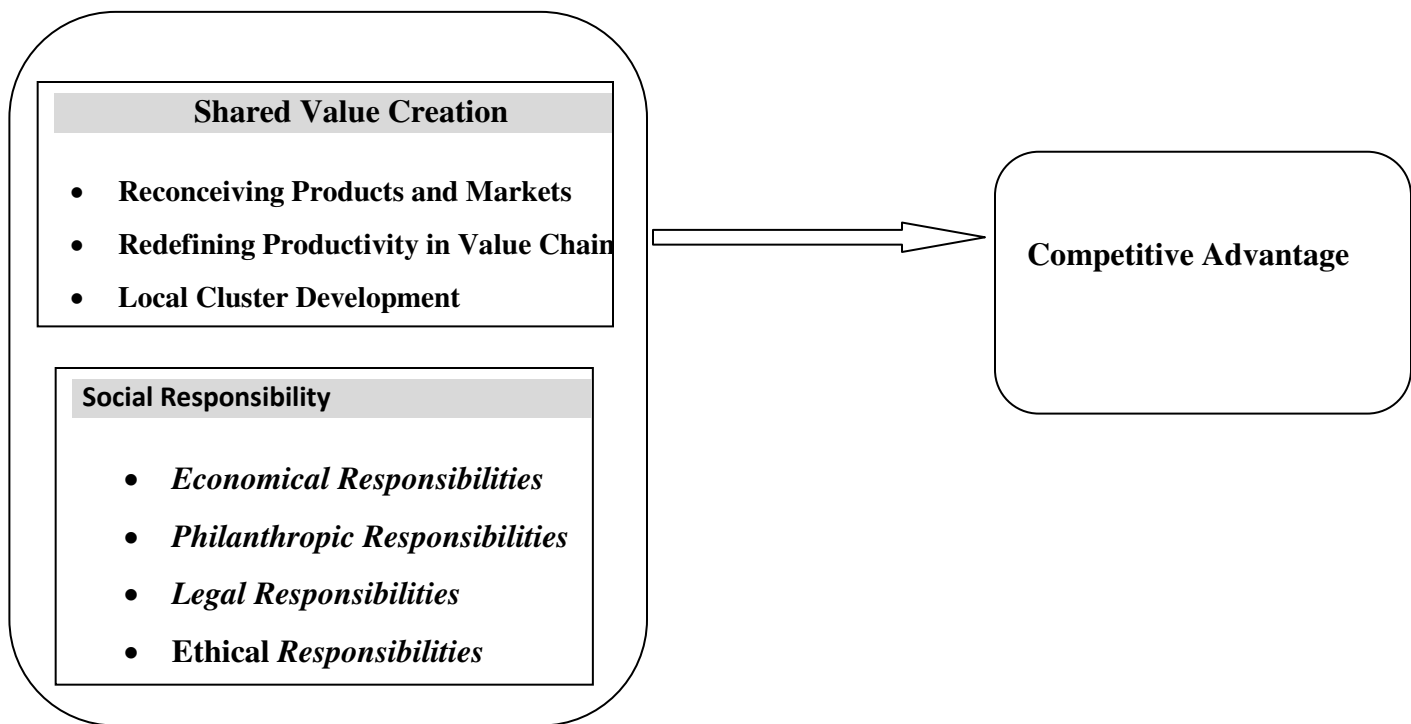 Shared Value Creation
• Reconceiving Products and Markets
• Redefining Productivity in Value Chain
• Local Cluster Development
Social Responsibility
• Economical Responsibilities
• Philanthropic Responsibilities
• Legal Responsibilities
• Ethical Responsibilities
Competitive Advantage